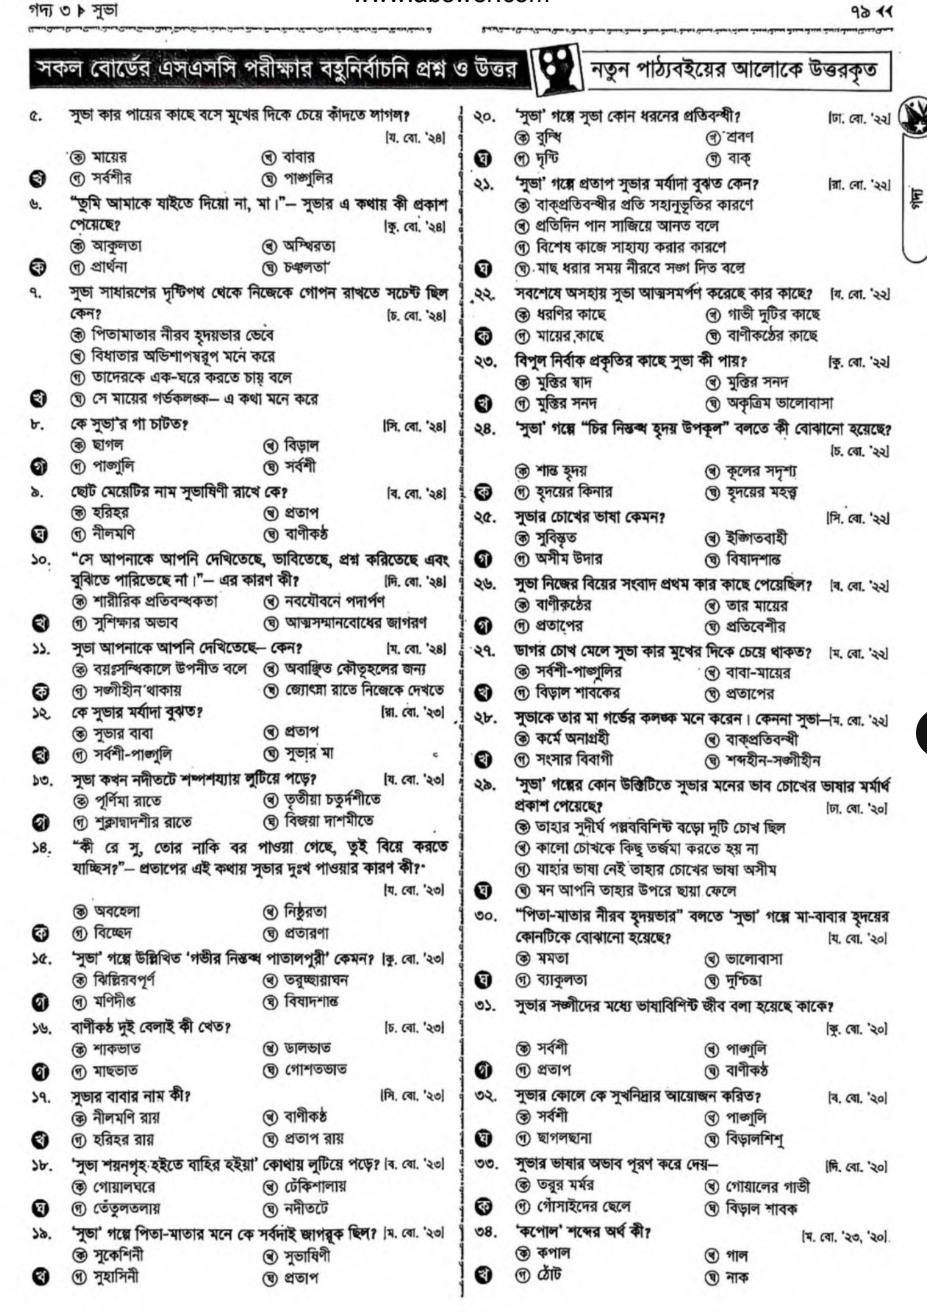 গদ্য ৩ ▶ সুভা
৭৯ ◀◀
সকল বোর্ডের এসএসসি পরীক্ষার বহুনির্বাচনি প্রশ্ন ও উত্তর
নতুন পাঠ্যবইয়ের আলোকে উত্তরকৃত
৫. সুভা কার পায়ের কাছে বসে মুখের দিকে চেয়ে কাঁদতে লাগল?
[য. বো. '২৪]
ক মায়ের খ বাবার
খ গ সর্বশীর ঘ পাঙ্গুলির
৬. “তুমি আমাকে যাইতে দিয়ো না, মা।”— সুভার এ কথায় কী প্রকাশ
পেয়েছে? [কু. বো. '২৪]
ক আকুলতা খ অস্থিরতা
ক গ প্রার্থনা ঘ চঞ্চলতা
৭. সুভা সাধারণের দৃষ্টিপথ থেকে নিজেকে গোপন রাখতে সচেষ্ট ছিল
কেন? [চ. বো. '২৪]
ক পিতামাতার নীরব হৃদয়ভার ভেবে
খ বিধাতার অভিশাপস্বরূপ মনে করে
গ তাদেরকে এক-ঘরে করতে চায় বলে
খ ঘ সে মায়ের গর্ভকলঙ্ক— এ কথা মনে করে
৮. কে সুভা'র গা চাটত? [সি. বো. '২৪]
ক ছাগল খ বিড়াল
গ গ পাঙ্গুলি ঘ সর্বশী
৯. ছোট মেয়েটির নাম সুভাষিণী রাখে কে? [ব. বো. '২৪]
ক হরিহর খ প্রতাপ
ঘ গ নীলমণি ঘ বাণীকণ্ঠ
১০. “সে আপনাকে আপনি দেখিতেছে, ভাবিতেছে, প্রশ্ন করিতেছে এবং
বুঝিতে পারিতেছে না।”— এর কারণ কী? [দি. বো. '২৪]
ক শারীরিক প্রতিবন্ধকতা খ নবযৌবনে পদার্পণ
খ গ সুশিক্ষার অভাব ঘ আত্মসম্মানবোধের জাগরণ
১১. সুভা আপনাকে আপনি দেখিতেছে— কেন? [ম. বো. '২৪]
ক বয়ঃসন্ধিকালে উপনীত বলে খ অবাঞ্ছিত কৌতূহলের জন্য
ক গ সঙ্গীহীন থাকায় ঘ জ্যোৎস্না রাতে নিজেকে দেখতে
১২. কে সুভার মর্যাদা বুঝত? [রা. বো. '২৩]
ক সুভার বাবা খ প্রতাপ
খ গ সর্বশী-পাঙ্গুলি ঘ সুভার মা
১৩. সুভা কখন নদীতটে শষ্পশয্যায় লুটিয়ে পড়ে? [য. বো. '২৩]
ক পূর্ণিমা রাতে খ তৃতীয়া চতুর্দশীতে
গ গ শুক্লাদ্বাদশীর রাতে ঘ বিজয়া দাশমীতে
১৪. “কী রে সু, তোর নাকি বর পাওয়া গেছে, তুই বিয়ে করতে
যাচ্ছিস?”— প্রতাপের এই কথায় সুভার দুঃখ পাওয়ার কারণ কী?
[য. বো. '২৩]
ক অবহেলা খ নিষ্ঠুরতা
ক গ বিচ্ছেদ ঘ প্রতারণা
১৫. 'সুভা' গল্পে উল্লিখিত 'গভীর নিস্তব্ধ পাতালপুরী' কেমন? [কু. বো. '২৩]
ক ঝিল্লিরবপূর্ণ খ তরুচ্ছায়াঘন
গ গ মণিদীপ্ত ঘ বিষাদশান্ত
১৬. বাণীকণ্ঠ দুই বেলাই কী খেত? [চ. বো. '২৩]
ক শাকভাত খ ডালভাত
গ গ মাছভাত ঘ গোশতভাত
১৭. সুভার বাবার নাম কী? [সি. বো. '২৩]
ক নীলমণি রায় খ বাণীকণ্ঠ
খ গ হরিহর রায় ঘ প্রতাপ রায়
১৮. 'সুভা শয়নগৃহ হইতে বাহির হইয়া' কোথায় লুটিয়ে পড়ে? [ব. বো. '২৩]
ক গোয়ালঘরে খ ঢেঁকিশালায়
ঘ গ তেঁতুলতলায় ঘ নদীতটে
১৯. 'সুভা' গল্পে পিতা-মাতার মনে কে সর্বদাই জাগরূক ছিল? [ম. বো. '২৩]
ক সুকেশিনী খ সুভাষিণী
খ গ সুহাসিনী ঘ প্রতাপ
২০. 'সুভা' গল্পে সুভা কোন ধরনের প্রতিবন্ধী? [ঢা. বো. '২২]
ক বুদ্ধি খ শ্রবণ
ঘ গ দৃষ্টি ঘ বাক্
২১. 'সুভা' গল্পে প্রতাপ সুভার মর্যাদা বুঝত কেন? [রা. বো. '২২]
ক বাক্‌প্রতিবন্ধীর প্রতি সহানুভূতির কারণে
খ প্রতিদিন পান সাজিয়ে আনত বলে
গ বিশেষ কাজে সাহায্য করার কারণে
ঘ ঘ মাছ ধরার সময় নীরবে সঙ্গ দিত বলে
২২. সবশেষে অসহায় সুভা আত্মসমর্পণ করেছে কার কাছে? [য. বো. '২২]
ক ধরণির কাছে খ গাভী দুটির কাছে
ক গ মায়ের কাছে ঘ বাণীকণ্ঠের কাছে
২৩. বিপুল নির্বাক প্রকৃতির কাছে সুভা কী পায়? [কু. বো. '২২]
ক মুক্তির স্বাদ খ মুক্তির সনদ
খ গ মুক্তির সনদ ঘ অকৃত্রিম ভালোবাসা
২৪. 'সুভা' গল্পে “চির নিস্তব্ধ হৃদয় উপকূল” বলতে কী বোঝানো হয়েছে?
[চ. বো. '২২]
ক শান্ত হৃদয় খ কূলের সদৃশ্য
ক গ হৃদয়ের কিনার ঘ হৃদয়ের মহত্ত্ব
২৫. সুভার চোখের ভাষা কেমন? [সি. বো. '২২]
ক সুবিস্তৃত খ ইঙ্গিতবাহী
গ গ অসীম উদার ঘ বিষাদশান্ত
২৬. সুভা নিজের বিয়ের সংবাদ প্রথম কার কাছে পেয়েছিল? [ব. বো. '২২]
ক বাণীকণ্ঠের খ তার মায়ের
গ গ প্রতাপের ঘ প্রতিবেশীর
২৭. ডাগর চোখ মেলে সুভা কার মুখের দিকে চেয়ে থাকত? [ম. বো. '২২]
ক সর্বশী-পাঙ্গুলির খ বাবা-মায়ের
খ গ বিড়াল শাবকের ঘ প্রতাপের
২৮. সুভাকে তার মা গর্ভের কলঙ্ক মনে করেন। কেননা সুভা—[ম. বো. '২২]
ক কর্মে অনাগ্রহী খ বাক্‌প্রতিবন্ধী
খ গ সংসার বিবাগী ঘ শব্দহীন-সঙ্গীহীন
২৯. 'সুভা' গল্পের কোন উক্তিটিতে সুভার মনের ভাব চোখের ভাষার মর্মার্থ
প্রকাশ পেয়েছে? [ঢা. বো. '২০]
ক তাহার সুদীর্ঘ পল্লববিশিষ্ট বড়ো দুটি চোখ ছিল
খ কালো চোখকে কিছু তর্জমা করতে হয় না
গ যাহার ভাষা নেই তাহার চোখের ভাষা অসীম
ঘ ঘ মন আপনি তাহার উপরে ছায়া ফেলে
৩০. “পিতা-মাতার নীরব হৃদয়ভার” বলতে 'সুভা' গল্পে মা-বাবার হৃদয়ের
কোনটিকে বোঝানো হয়েছে? [য. বো. '২০]
ক মমতা খ ভালোবাসা
ঘ গ ব্যাকুলতা ঘ দুশ্চিন্তা
৩১. সুভার সঙ্গীদের মধ্যে ভাষাবিশিষ্ট জীব বলা হয়েছে কাকে?
[কু. বো. '২০]
ক সর্বশী খ পাঙ্গুলি
গ গ প্রতাপ ঘ বাণীকণ্ঠ
৩২. সুভার কোলে কে সুখনিদ্রার আয়োজন করিত? [ব. বো. '২০]
ক সর্বশী খ পাঙ্গুলি
ঘ গ ছাগলছানা ঘ বিড়ালশিশু
৩৩. সুভার ভাষার অভাব পূরণ করে দেয়— [দি. বো. '২০]
ক তরুর মর্মর খ গোয়ালের গাভী
ক গ গোঁসাইদের ছেলে ঘ বিড়াল শাবক
৩৪. 'কপোল' শব্দের অর্থ কী? [ম. বো. '২৩, '২০]
ক কপাল খ গাল
খ গ ঠোঁট ঘ নাক
গদ্য